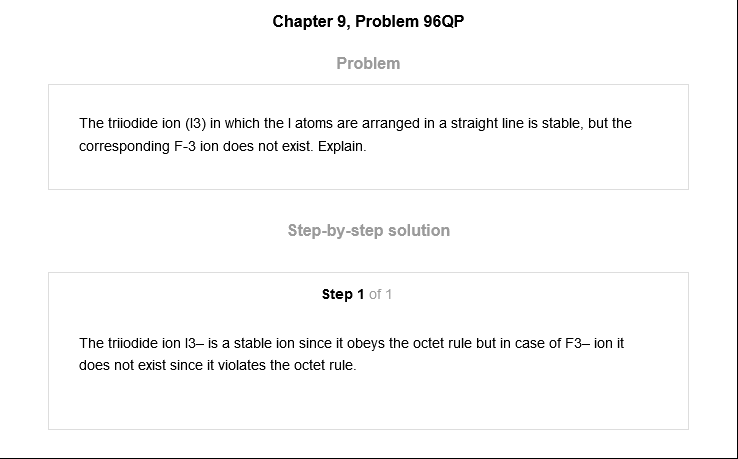 Chapter 9, Problem 96QP
Problem
The triiodide ion (I3) in which the I atoms are arranged in a straight line is stable, but the
corresponding F-3 ion does not exist. Explain.
Step-by-step solution
Step 1 of 1
The triiodide ion I3– is a stable ion since it obeys the octet rule but in case of F3– ion it
does not exist since it violates the octet rule.